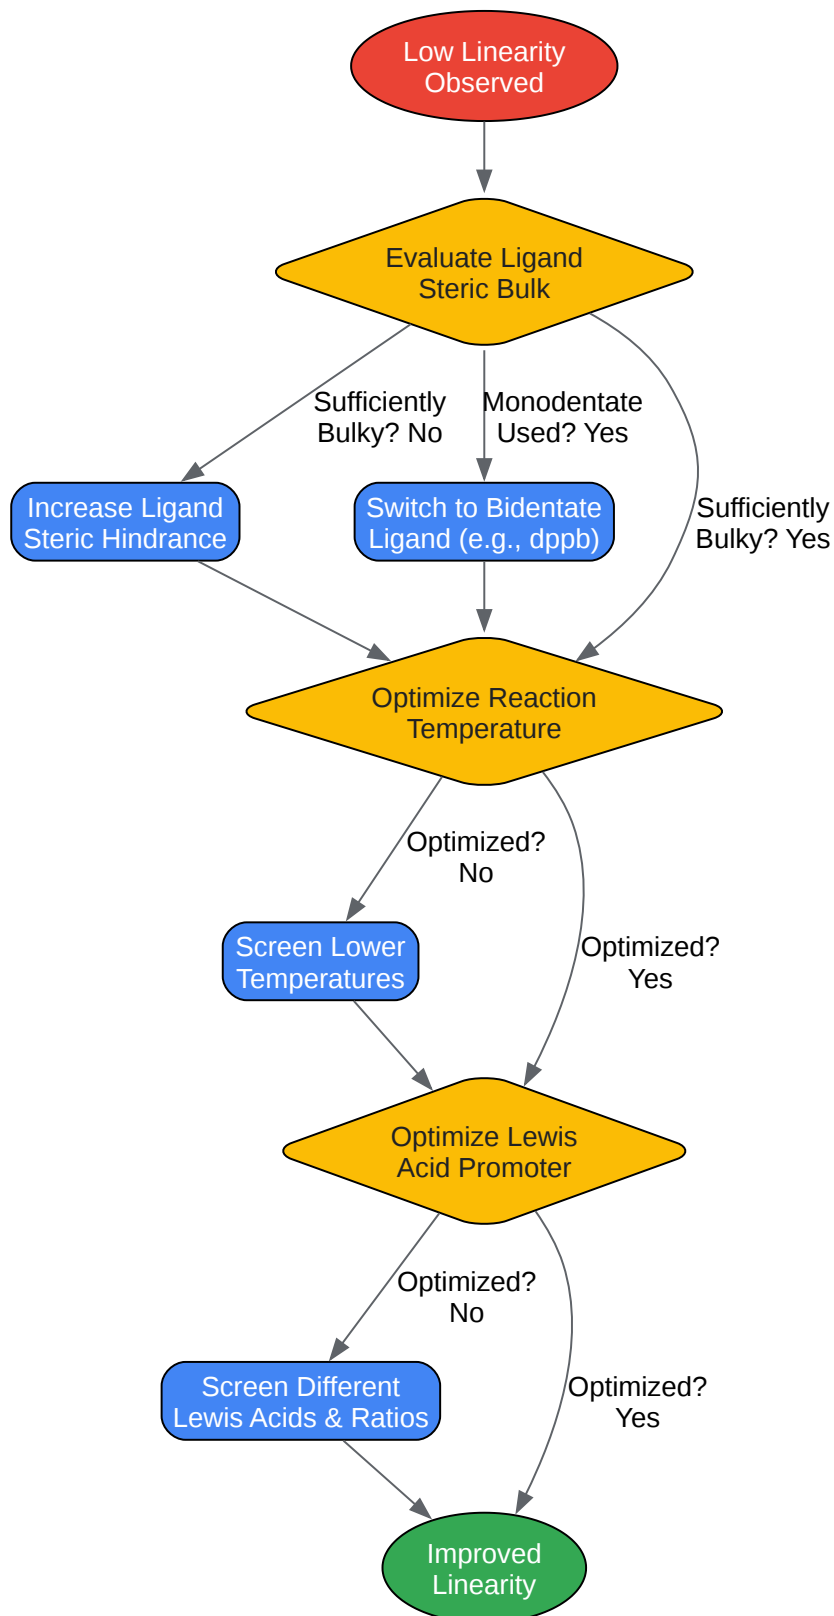 Low Linearity
Observed
Evaluate Ligand
Steric Bulk
Sufficiently
Bulky? No
Monodentate
Used? Yes
Increase Ligand
Steric Hindrance
Switch to Bidentate
Ligand (e.g., dppb)
Sufficiently
Bulky? Yes
Optimize Reaction
Temperature
Optimized?
No
Screen Lower
Temperatures
Optimized?
Yes
Optimize Lewis
Acid Promoter
Optimized?
No
Screen Different
Lewis Acids & Ratios
Optimized?
Yes
Improved
Linearity